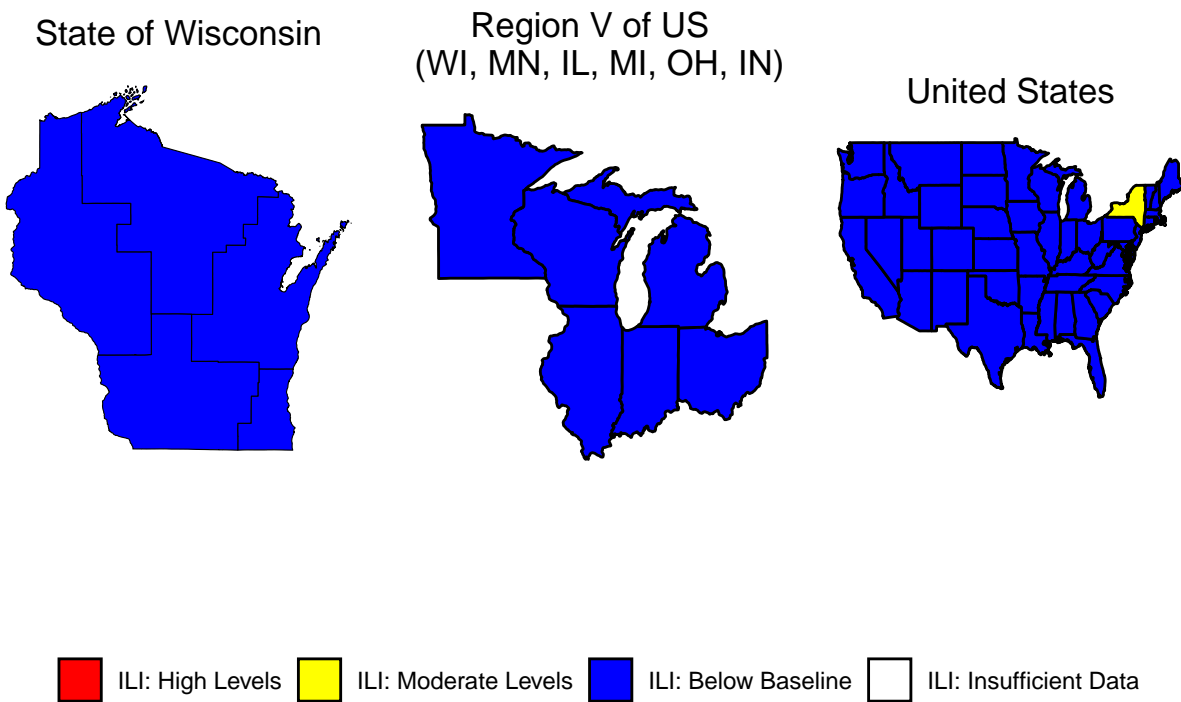 State of Wisconsin
Region V of US
(WI, MN, IL, MI, OH, IN)
United States
ILI: High Levels
ILI: Moderate Levels
ILI: Below Baseline
ILI: Insufficient Data